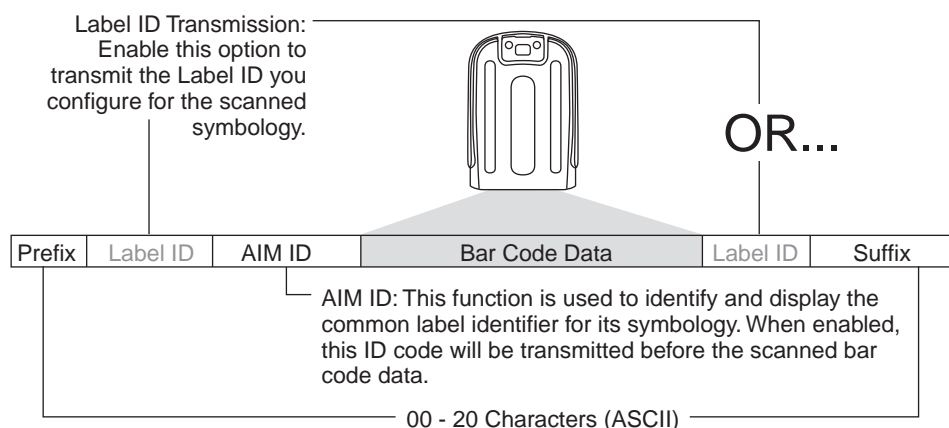 Label ID Transmission:
Enable this option to
transmit the Label ID you
configure for the scanned
symbology.
OR...
Prefix Label ID AIM ID Bar Code Data Label ID Suffix
AIM ID: This function is used to identify and display the
common label identifier for its symbology. When enabled,
this ID code will be transmitted before the scanned bar
code data.
00 - 20 Characters (ASCII)